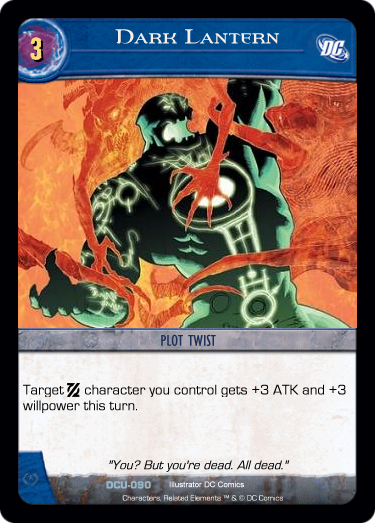 3
Dark Lantern
DC
PLOT TWIST
Target character you control gets +3 ATK and +3
willpower this turn.
"You? But you're dead. All dead."
DCU-090 Illustrator DC Comics
Characters, Related Elements ™ & © DC Comics